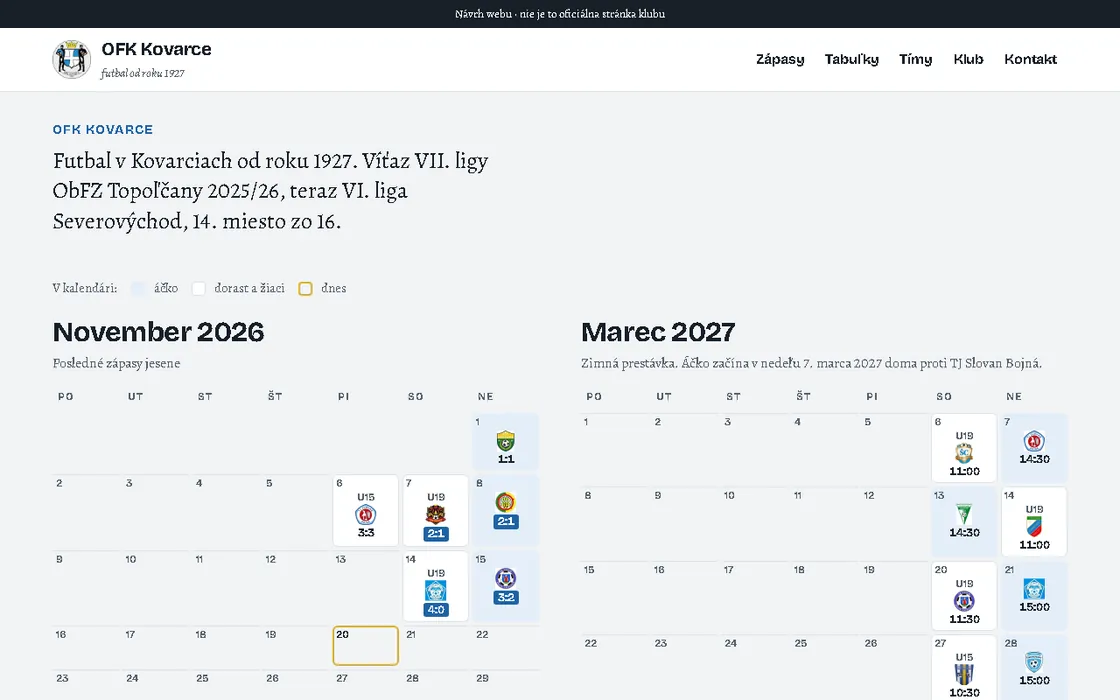 Návrh webu · nie je to oficiálna stránka klubu
OFK Kovarce
futbal od roku 1927
Zápasy Tabuľky Tímy Klub Kontakt
OFK KOVARCE
Futbal v Kovarciach od roku 1927. Víťaz VII. ligy
ObFZ Topoľčany 2025/26, teraz VI. liga
Severovýchod, 14. miesto zo 16.
V kalendári: áčko dorast a žiaci dnes
November 2026
Posledné zápasy jesene
PO UT ST ŠT PI SO NE
1
1:1
2 3 4 5 6 7 8
U15 U19
3:3 2:1 2:1
9 10 11 12 13 14 15
U19
4:0 3:2
16 17 18 19 20 21 22
23 24 25 26 27 28 29
Marec 2027
Zimná prestávka. Áčko začína v nedeľu 7. marca 2027 doma proti TJ Slovan Bojná.
PO UT ST ŠT PI SO NE
1 2 3 4 5 6 7
U19
11:00 14:30
8 9 10 11 12 13 14
U19
14:30 11:00
15 16 17 18 19 20 21
U19
11:30 15:00
22 23 24 25 26 27 28
U15
10:30 15:00